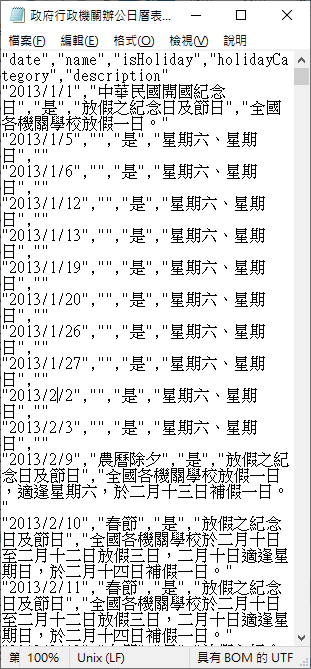 政府行政機關辦公日曆表...
檔案(F) 編輯(E) 格式(O) 檢視(V) 說明
"date","name","isHoliday","holidayCa
tegory","description"
"2013/1/1","中華民國開國紀念
日","是","放假之紀念日及節日","全國
各機關學校放假一日。"
"2013/1/5","","是","星期六、星期
日",""
"2013/1/6","","是","星期六、星期
日",""
"2013/1/12","","是","星期六、星期
日",""
"2013/1/13","","是","星期六、星期
日",""
"2013/1/19","","是","星期六、星期
日",""
"2013/1/20","","是","星期六、星期
日",""
"2013/1/26","","是","星期六、星期
日",""
"2013/1/27","","是","星期六、星期
日",""
"2013/2/2","","是","星期六、星期
日",""
"2013/2/3","","是","星期六、星期
日",""
"2013/2/9","農曆除夕","是","放假之紀
念日及節日","全國各機關學校放假一日
，適逢星期六，於二月十三日補假一日。
"
"2013/2/10","春節","是","放假之紀念
日及節日","全國各機關學校於二月十日
至二月十二日放假三日，二月十日適逢星
期日，於二月十四日補假一日。"
"2013/2/11","春節","是","放假之紀念
日及節日","全國各機關學校於二月十日
至二月十二日放假三日，二月十日適逢星
期日，於二月十四日補假一日。"
第 100% Unix (LF) 具有 BOM 的 UTF